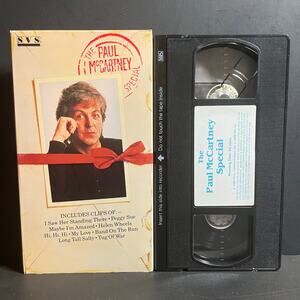 SVS
THE
PAUL
McCARTNEY
SPECIAL
INCLUDES CLIPS OF: –
I Saw Her Standing There • Peggy Sue
Maybe I'm Amazed • Helen Wheels
Hi, Hi, Hi • My Love • Band On The Run
Long Tall Sally • Tug Of War
VHS
Insert this side into recorder
Do not touch the tape inside
The
Paul McCartney
Special